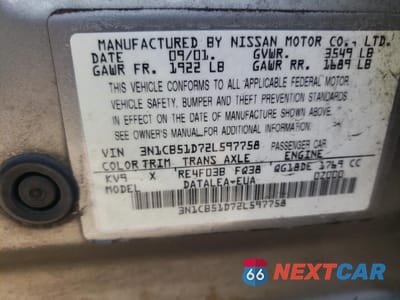 MANUFACTURED BY NISSAN MOTOR CO., LTD.
DATE 09/01. GVWR: 3549 LB
GAWR FR. 1922 LB GAWR RR. 1689 LB
THIS VEHICLE CONFORMS TO ALL APPLICABLE FEDERAL MOTOR
VEHICLE SAFETY, BUMPER AND THEFT PREVENTION STANDARDS
IN EFFECT ON THE DATE OF MANUFACTURE SHOWN ABOVE.
SEE OWNER'S MANUAL FOR ADDITIONAL INFORMATION.
VIN 3N1CB51D72L597758 PASSENGER CAR
COLOR TRIM TRANS AXLE ENGINE
KV9 X RE4F03B FQ38 QG18DE 1769 CC
MODEL DATALEA-EUA 02000
3N1CB51D72L597758
66 NEXTCAR